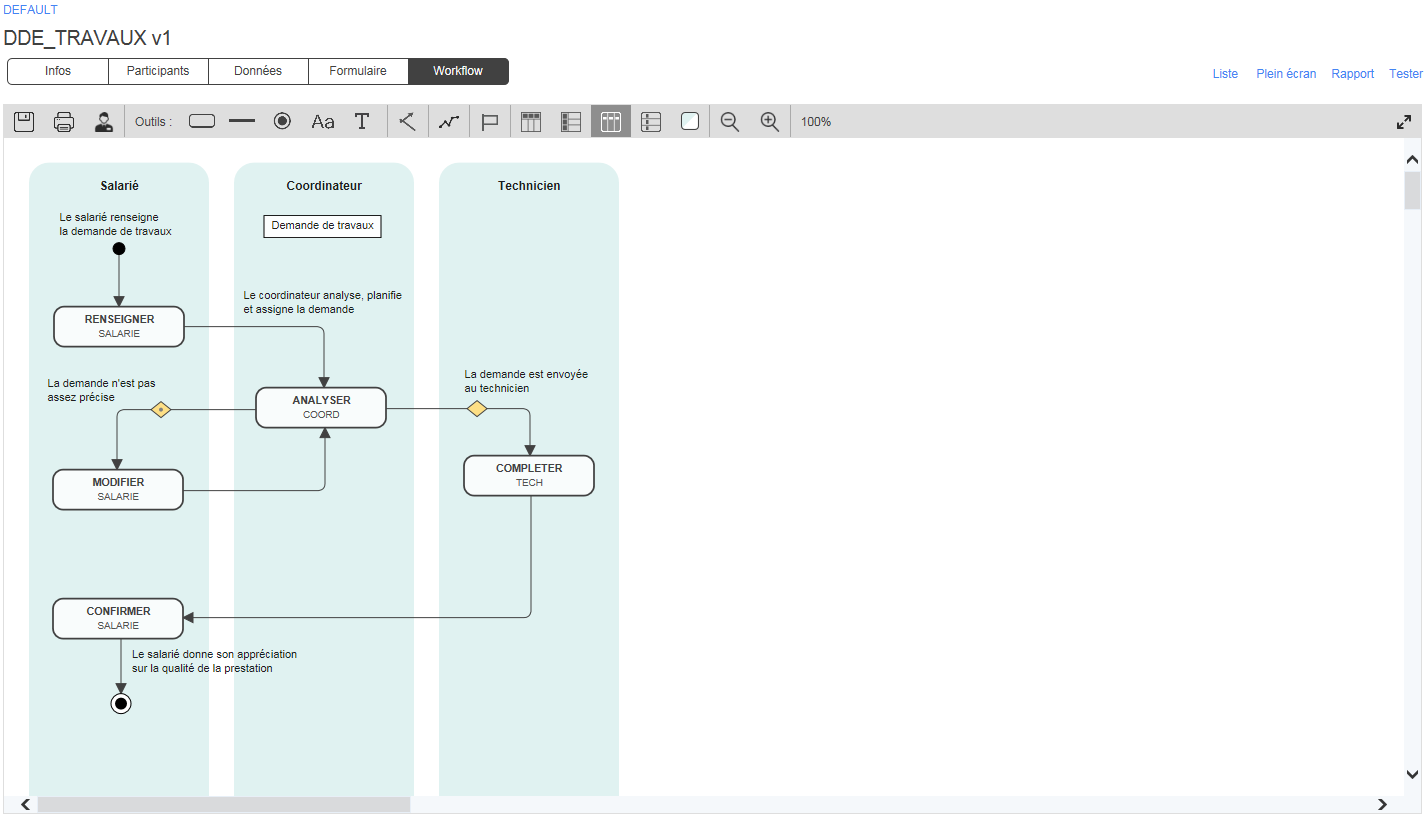 DEFAULT
DDE_TRAVAUX v1
Infos
Participants
Données
Formulaire
Workflow
Liste
Plein écran
Rapport
Tester
Outils :
Aa
T
100%
Salarié
Coordinateur
Technicien
Le salarié renseigne
la demande de travaux
Demande de travaux
Le coordinateur analyse, planifie
et assigne la demande
RENSEIGNER
SALARIE
La demande n'est pas
assez précise
ANALYSER
COORD
La demande est envoyée
au technicien
MODIFIER
SALARIE
COMPLETER
TECH
CONFIRMER
SALARIE
Le salarié donne son appréciation
sur la qualité de la prestation